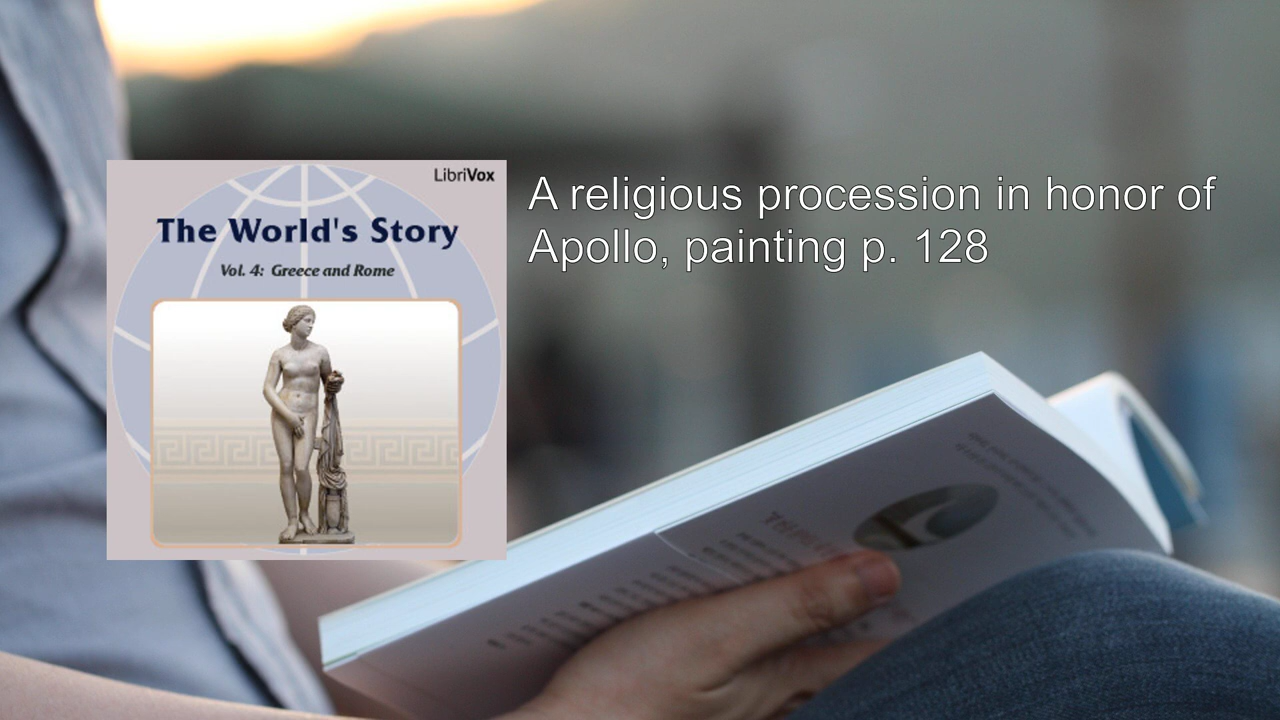 LibriVox
The World's Story
Vol. 4: Greece and Rome
A religious procession in honor of
Apollo, painting p. 128